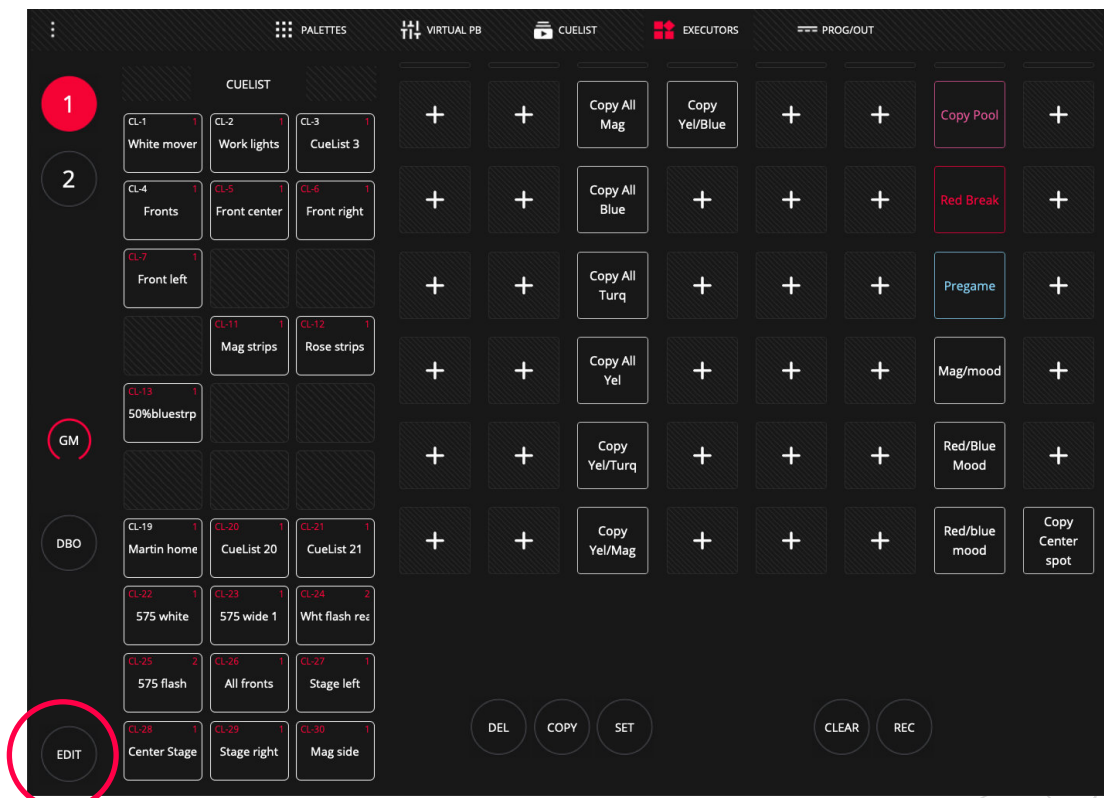 PALETTES
VIRTUAL PB
CUELIST
EXECUTORS
PROG/OUT
1
2
GM
DBO
EDIT
CUELIST
CL-1 1
White mover
CL-2 1
Work lights
CL-3 1
CueList 3
CL-4 1
Fronts
CL-5 1
Front center
CL-6 1
Front right
CL-7 1
Front left
CL-11 1
Mag strips
CL-12 1
Rose strips
CL-13 1
50%bluestrp
CL-19 1
Martin home
CL-20 1
CueList 20
CL-21 1
CueList 21
CL-22 1
575 white
CL-23 1
575 wide 1
CL-24 2
Wht flash rea
CL-25 2
575 flash
CL-26 1
All fronts
CL-27 1
Stage left
CL-28 1
Center Stage
CL-29 1
Stage right
CL-30 1
Mag side
Copy All
Mag
Copy
Yel/Blue
Copy Pool
Copy All
Blue
Red Break
Copy All
Turq
Pregame
Copy All
Yel
Mag/mood
Copy
Yel/Turq
Red/Blue
Mood
Copy
Yel/Mag
Red/blue
mood
Copy
Center
spot
DEL
COPY
SET
CLEAR
REC